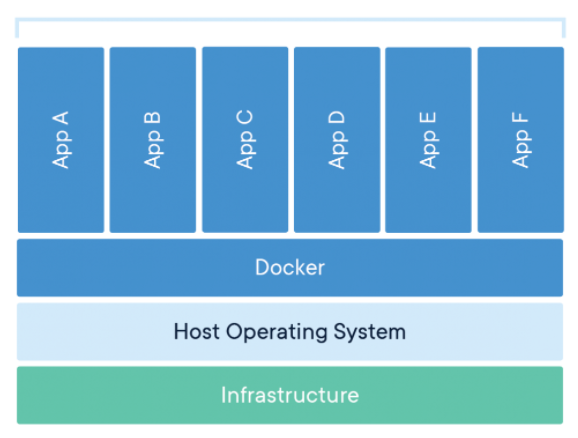 App A
App B
App C
App D
App E
App F
Docker
Host Operating System
Infrastructure